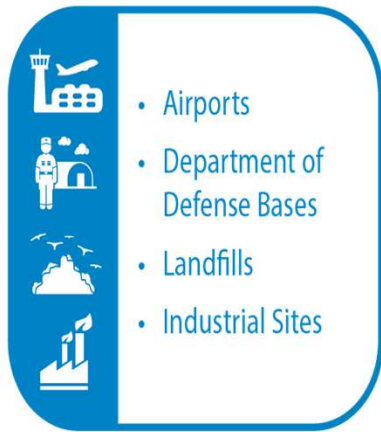 • Airports
• Department of
Defense Bases
• Landfills
• Industrial Sites